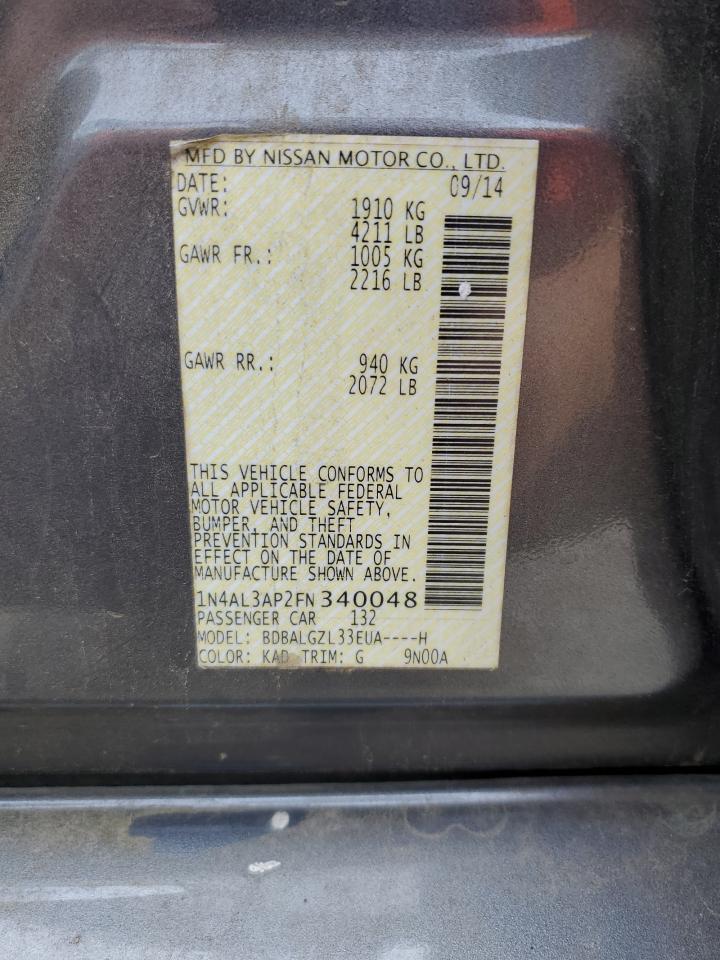 MFD BY NISSAN MOTOR CO., LTD.
DATE: 09/14
GVWR: 1910 KG
4211 LB
GAWR FR.: 1005 KG
2216 LB
GAWR RR.: 940 KG
2072 LB
THIS VEHICLE CONFORMS TO
ALL APPLICABLE FEDERAL
MOTOR VEHICLE SAFETY,
BUMPER, AND THEFT
PREVENTION STANDARDS IN
EFFECT ON THE DATE OF
MANUFACTURE SHOWN ABOVE.
1N4AL3AP2FN340048
PASSENGER CAR 132
MODEL: BDBALGZL33EUA----H
COLOR: KAD TRIM: G 9N00A